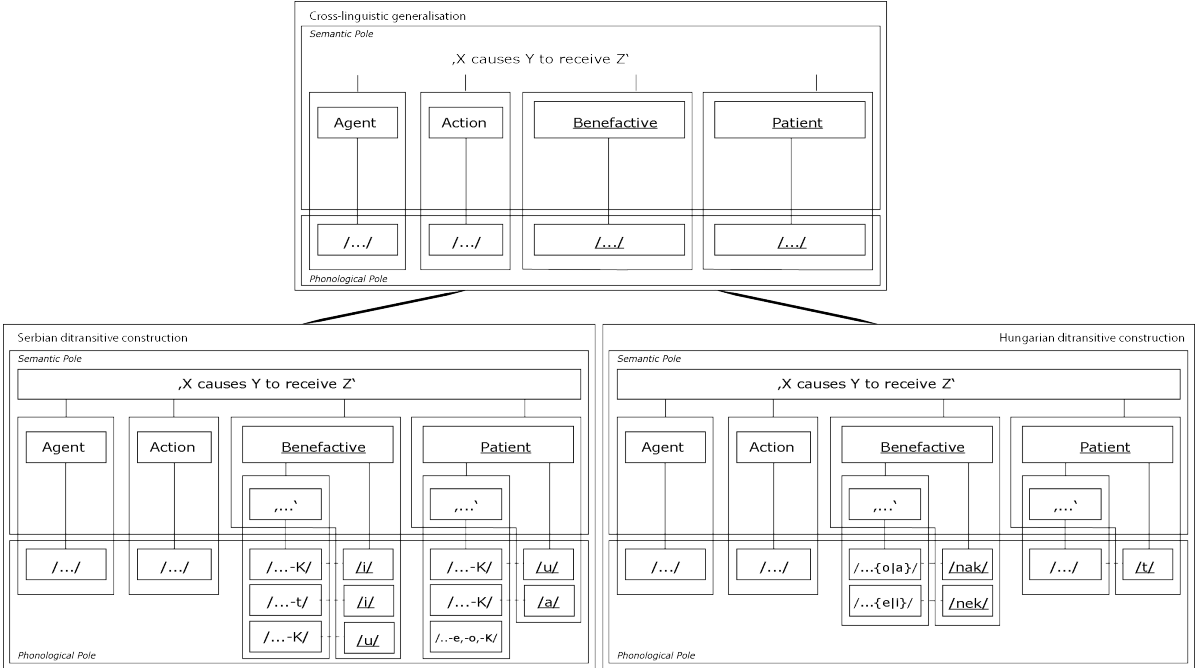 Cross-linguistic generalisation
Semantic Pole
‚X causes Y to receive Z‛
Agent Action Benefactive Patient
/.../ /.../ /.../ /.../
Phonological Pole
Serbian ditransitive construction
Semantic Pole
‚X causes Y to receive Z‛
Agent Action Benefactive Patient
‚...‛ ‚...‛
/.../ /.../ /...-K/ /i/ /...-K/ /u/
/...-t/ /i/ /...-K/ /a/
/...-K/ /u/ /..-e,-o,-K/
Phonological Pole
Hungarian ditransitive construction
Semantic Pole
‚X causes Y to receive Z‛
Agent Action Benefactive Patient
‚...‛ ‚...‛
/.../ /.../ /...{o|a}/ /nak/ /.../ /t/
/...{e|i}/ /nek/
Phonological Pole